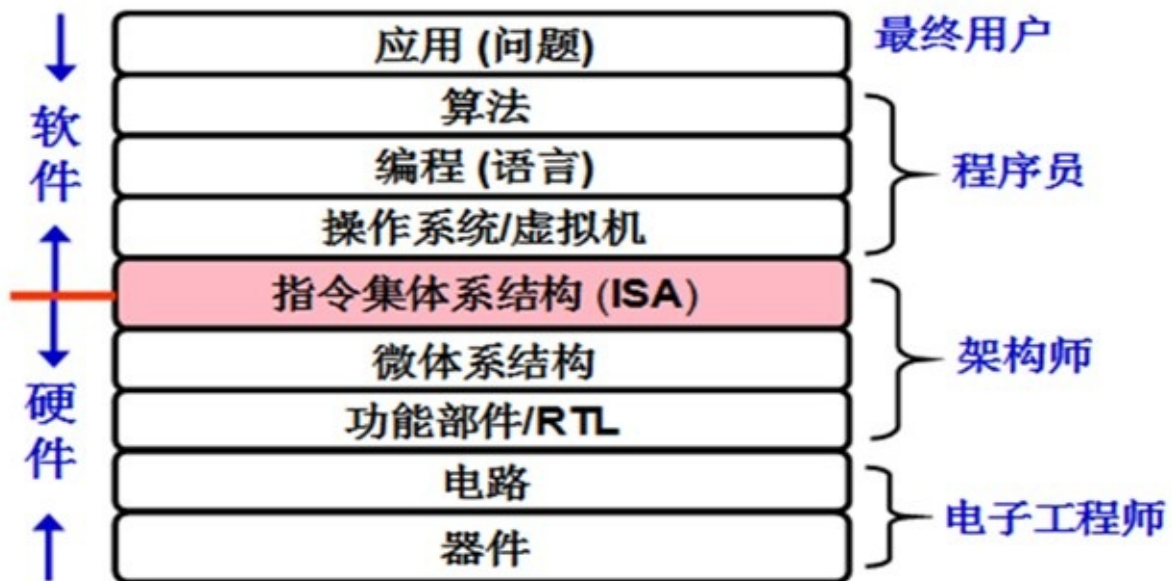 应用 (问题)
最终用户
算法
编程 (语言)
操作系统/虚拟机
程序员
软件
指令集体系结构 (ISA)
微体系结构
功能部件/RTL
架构师
硬件
电路
器件
电子工程师